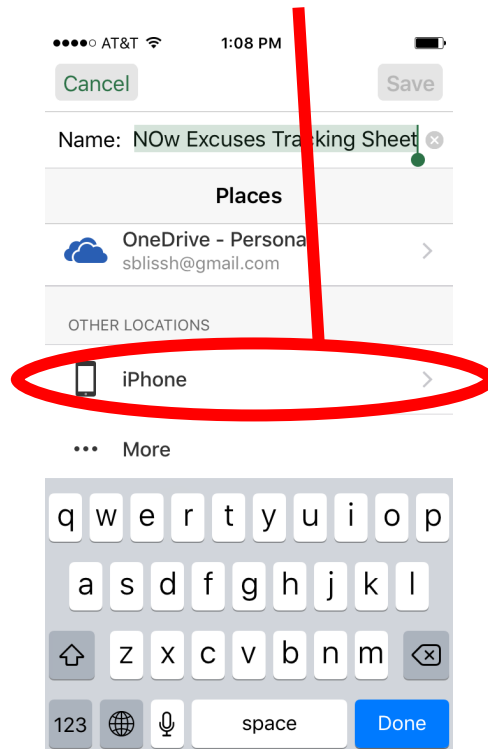 AT&T 1:08 PM
Cancel Save
Name: NOw Excuses Tracking Sheet
Places
OneDrive - Persona
sblissh@gmail.com
OTHER LOCATIONS
iPhone
More
q w e r t y u i o p
a s d f g h j k l
z x c v b n m
123 space Done